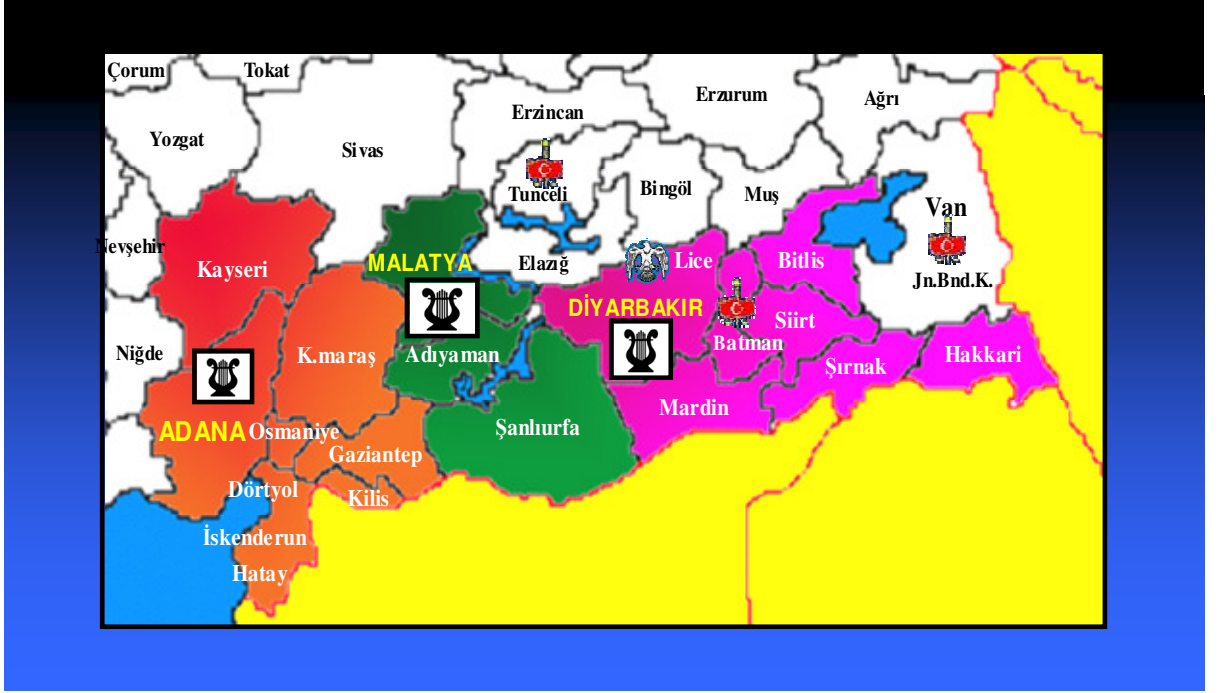 Çorum
Tokat
Erzurum
Ağrı
Erzincan
Yozgat
Sivas
Tunceli
Bingöl
Muş
Van
Nevşehir
Kayseri
MALATYA
Elazığ
Lice
Bitlis
Jn.Bnd.K.
DİYARBAKIR
Siirt
Batman
Niğde
K.maraş
Adıyaman
Şırnak
Hakkari
Mardin
ADANA
Osmaniye
Şanlıurfa
Gaziantep
Dörtyol
Kilis
İskenderun
Hatay